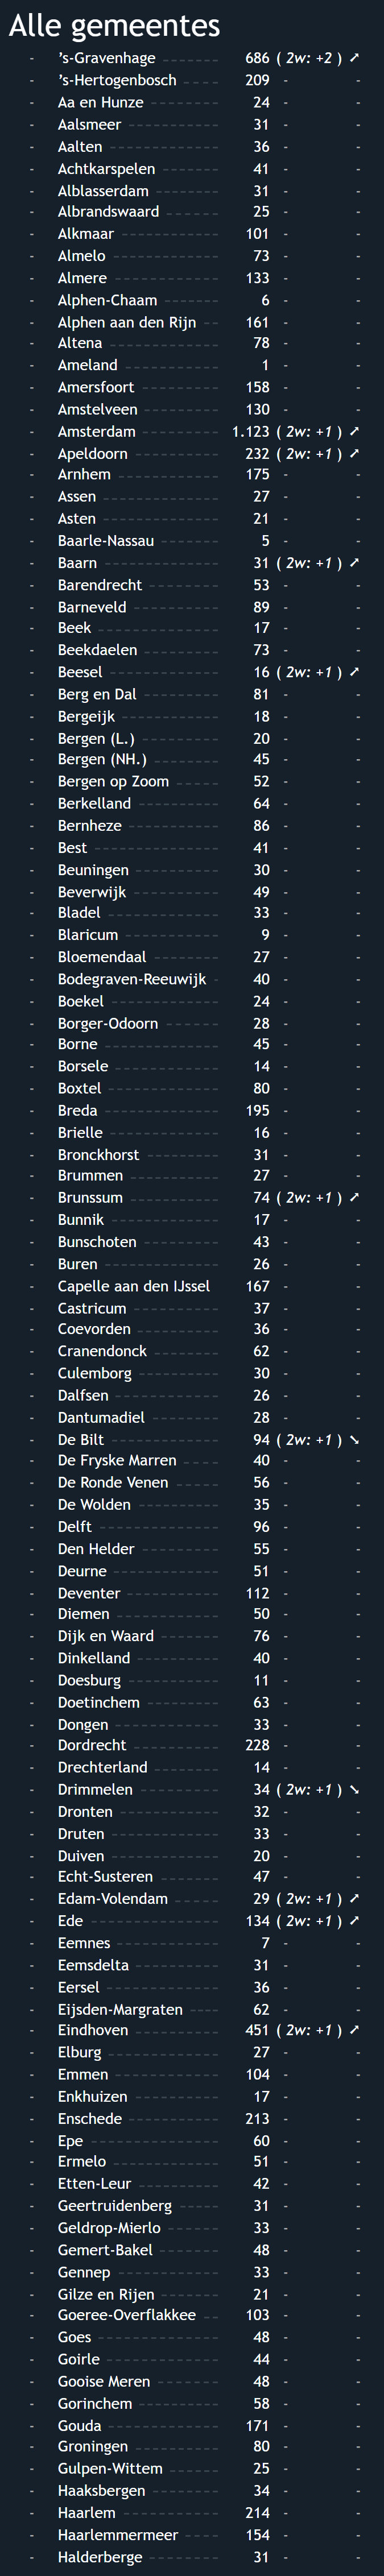 Alle gemeentes
- ’s-Gravenhage 686 ( 2w: +2 ) ➚
- ’s-Hertogenbosch 209 - -
- Aa en Hunze 24 - -
- Aalsmeer 31 - -
- Aalten 36 - -
- Achtkarspelen 41 - -
- Alblasserdam 31 - -
- Albrandswaard 25 - -
- Alkmaar 101 - -
- Almelo 73 - -
- Almere 133 - -
- Alphen-Chaam 6 - -
- Alphen aan den Rijn 161 - -
- Altena 78 - -
- Ameland 1 - -
- Amersfoort 158 - -
- Amstelveen 130 - -
- Amsterdam 1.123 ( 2w: +1 ) ➚
- Apeldoorn 232 ( 2w: +1 ) ➚
- Arnhem 175 - -
- Assen 27 - -
- Asten 21 - -
- Baarle-Nassau 5 - -
- Baarn 31 ( 2w: +1 ) ➚
- Barendrecht 53 - -
- Barneveld 89 - -
- Beek 17 - -
- Beekdaelen 73 - -
- Beesel 16 ( 2w: +1 ) ➚
- Berg en Dal 81 - -
- Bergeijk 18 - -
- Bergen (L.) 20 - -
- Bergen (NH.) 45 - -
- Bergen op Zoom 52 - -
- Berkelland 64 - -
- Bernheze 86 - -
- Best 41 - -
- Beuningen 30 - -
- Beverwijk 49 - -
- Bladel 33 - -
- Blaricum 9 - -
- Bloemendaal 27 - -
- Bodegraven-Reeuwijk 40 - -
- Boekel 24 - -
- Borger-Odoorn 28 - -
- Borne 45 - -
- Borsele 14 - -
- Boxtel 80 - -
- Breda 195 - -
- Brielle 16 - -
- Bronckhorst 31 - -
- Brummen 27 - -
- Brunssum 74 ( 2w: +1 ) ➚
- Bunnik 17 - -
- Bunschoten 43 - -
- Buren 26 - -
- Capelle aan den IJssel 167 - -
- Castricum 37 - -
- Coevorden 36 - -
- Cranendonck 62 - -
- Culemborg 30 - -
- Dalfsen 26 - -
- Dantumadiel 28 - -
- De Bilt 94 ( 2w: +1 ) ➘
- De Fryske Marren 40 - -
- De Ronde Venen 56 - -
- De Wolden 35 - -
- Delft 96 - -
- Den Helder 55 - -
- Deurne 51 - -
- Deventer 112 - -
- Diemen 50 - -
- Dijk en Waard 76 - -
- Dinkelland 40 - -
- Doesburg 11 - -
- Doetinchem 63 - -
- Dongen 33 - -
- Dordrecht 228 - -
- Drechterland 14 - -
- Drimmelen 34 ( 2w: +1 ) ➘
- Dronten 32 - -
- Druten 33 - -
- Duiven 20 - -
- Echt-Susteren 47 - -
- Edam-Volendam 29 ( 2w: +1 ) ➚
- Ede 134 ( 2w: +1 ) ➚
- Eemnes 7 - -
- Eemsdelta 31 - -
- Eersel 36 - -
- Eijsden-Margraten 62 - -
- Eindhoven 451 ( 2w: +1 ) ➚
- Elburg 27 - -
- Emmen 104 - -
- Enkhuizen 17 - -
- Enschede 213 - -
- Epe 60 - -
- Ermelo 51 - -
- Etten-Leur 42 - -
- Geertruidenberg 31 - -
- Geldrop-Mierlo 33 - -
- Gemert-Bakel 48 - -
- Gennep 33 - -
- Gilze en Rijen 21 - -
- Goeree-Overflakkee 103 - -
- Goes 48 - -
- Goirle 44 - -
- Gooise Meren 48 - -
- Gorinchem 58 - -
- Gouda 171 - -
- Groningen 80 - -
- Gulpen-Wittem 25 - -
- Haaksbergen 34 - -
- Haarlem 214 - -
- Haarlemmermeer 154 - -
- Halderberge 31 - -